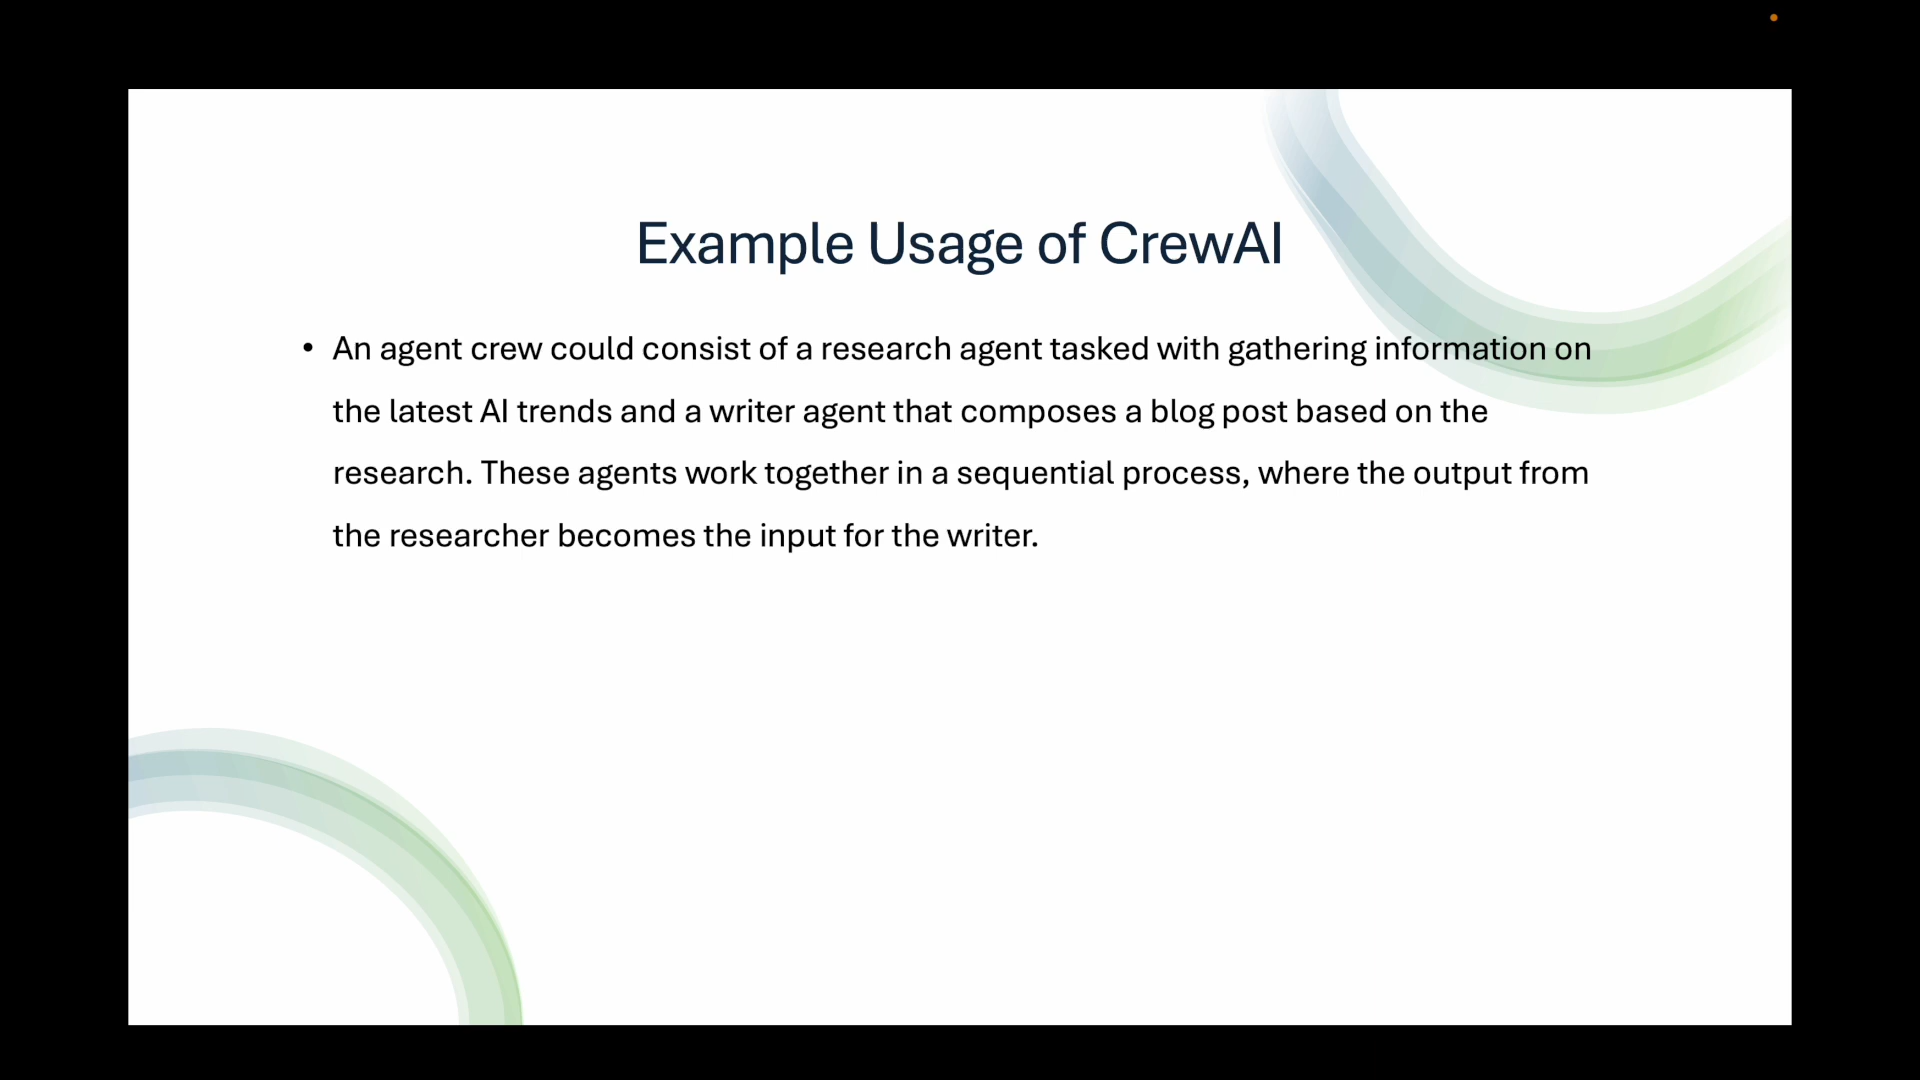 Example Usage of CrewAI
• An agent crew could consist of a research agent tasked with gathering information on
the latest AI trends and a writer agent that composes a blog post based on the
research. These agents work together in a sequential process, where the output from
the researcher becomes the input for the writer.